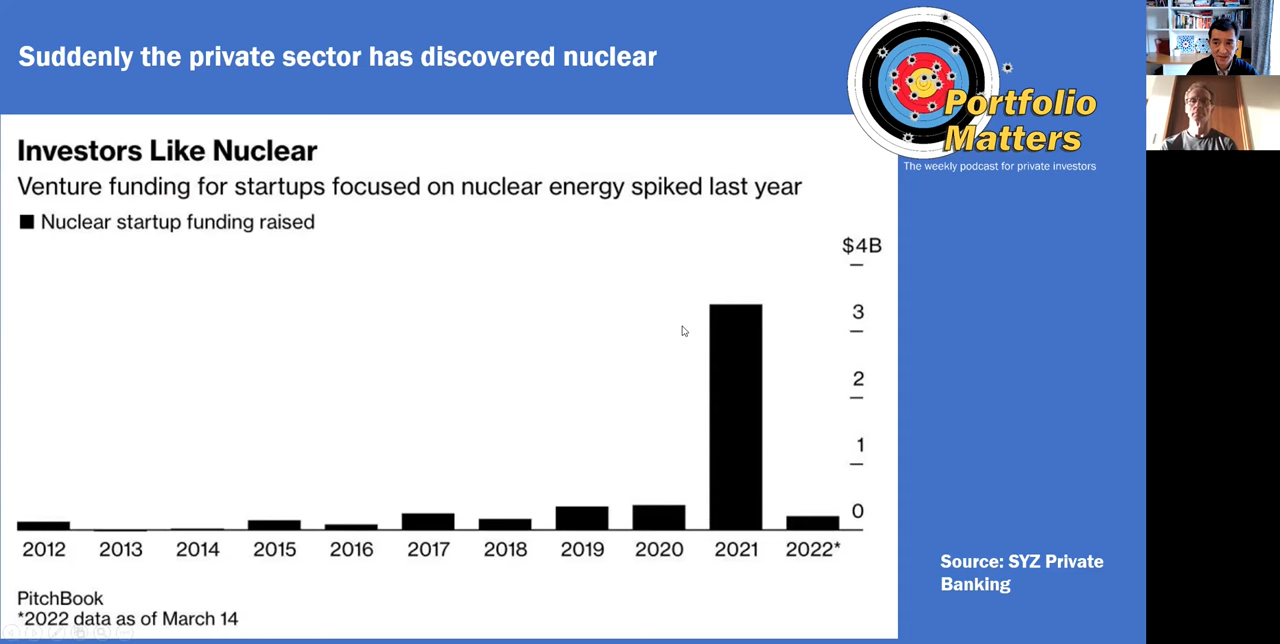 Suddenly the private sector has discovered nuclear
Portfolio
Matters
The weekly podcast for private investors
Investors Like Nuclear
Venture funding for startups focused on nuclear energy spiked last year
Nuclear startup funding raised
$4B
3
2
1
0
2012 2013 2014 2015 2016 2017 2018 2019 2020 2021 2022*
Source: SYZ Private
Banking
PitchBook
*2022 data as of March 14